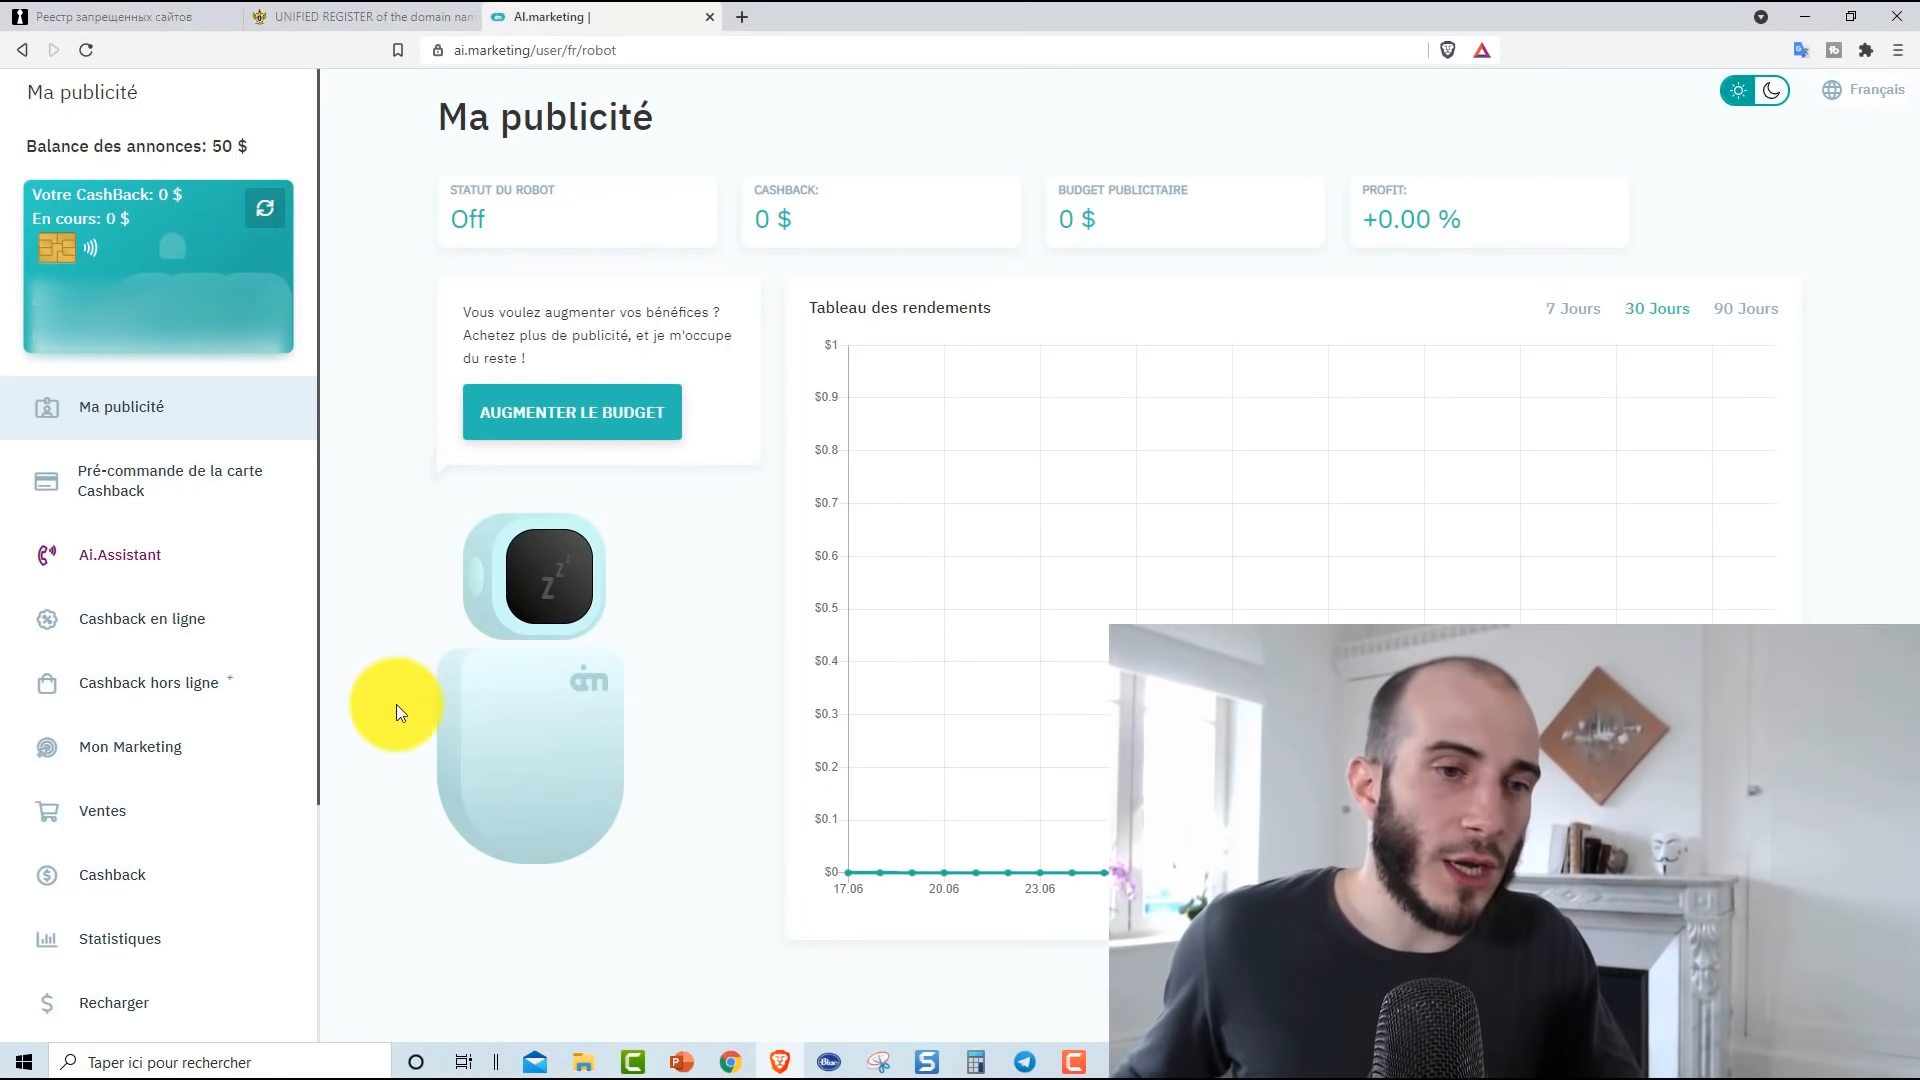 Реестр запрещенных сайтов
UNIFIED REGISTER of the domain nan
AI.marketing |
ai.marketing/user/fr/robot
Ma publicité
Balance des annonces: 50 $
Votre CashBack: 0 $
En cours: 0 $
Ma publicité
Pré-commande de la carte
Cashback
Ai.Assistant
Cashback en ligne
Cashback hors ligne +
Mon Marketing
Ventes
Cashback
Statistiques
Recharger
Français
Ma publicité
STATUT DU ROBOT
Off
CASHBACK:
0 $
BUDGET PUBLICITAIRE
0 $
PROFIT:
+0.00 %
Vous voulez augmenter vos bénéfices ?
Achetez plus de publicité, et je m'occupe
du reste !
AUGMENTER LE BUDGET
z z z
am
Tableau des rendements
7 Jours
30 Jours
90 Jours
$1
$0.9
$0.8
$0.7
$0.6
$0.5
$0.4
$0.3
$0.2
$0.1
$0
17.06
20.06
23.06
Taper ici pour rechercher
Blue